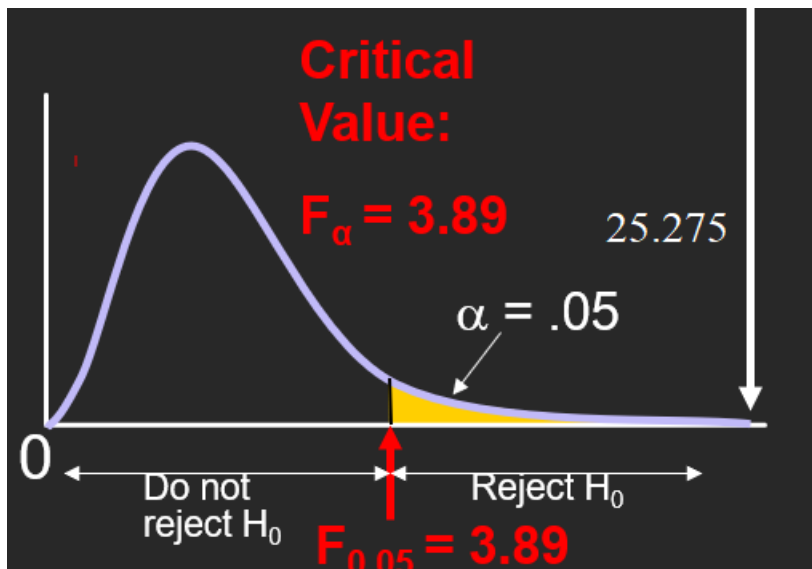 Critical
Value:
Fα = 3.89
25.275
α = .05
0
Do not
reject H0
Reject H0
F0.05 = 3.89